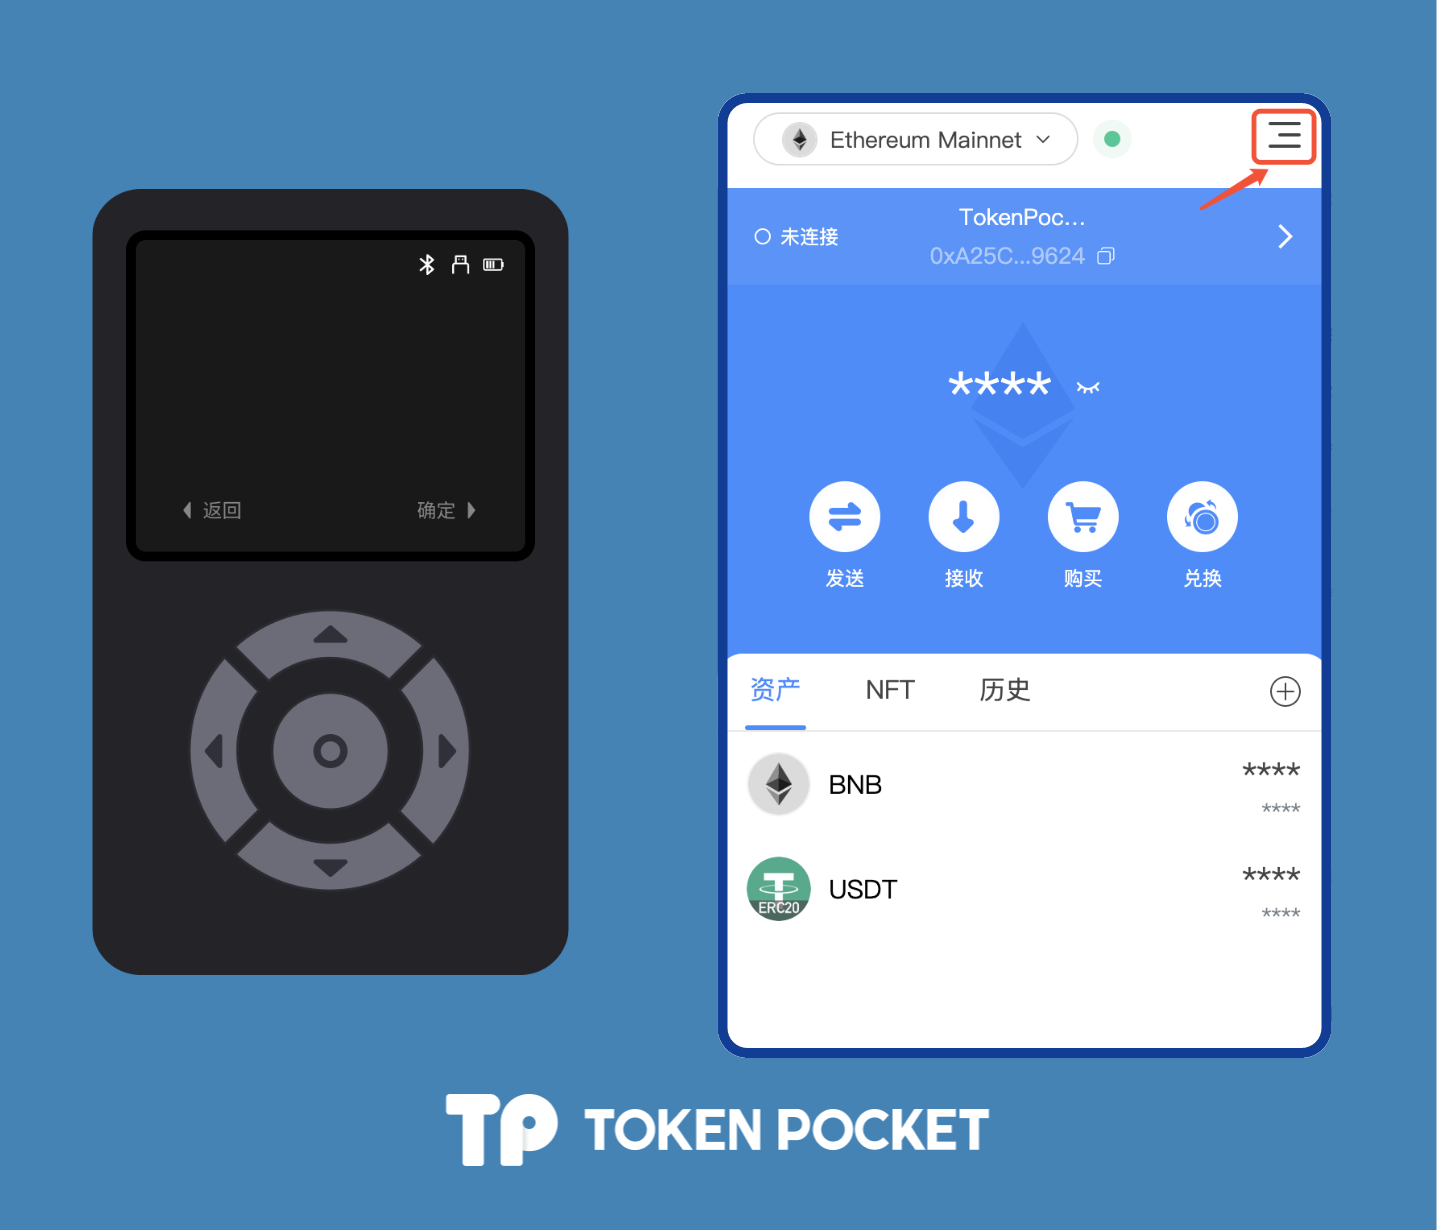 返回
确定
Ethereum Mainnet
未连接
TokenPoc...
0xA25C...9624
****
发送
接收
购买
兑换
资产
NFT
历史
BNB
****
****
USDT
ERC20
****
****
TP TOKEN POCKET